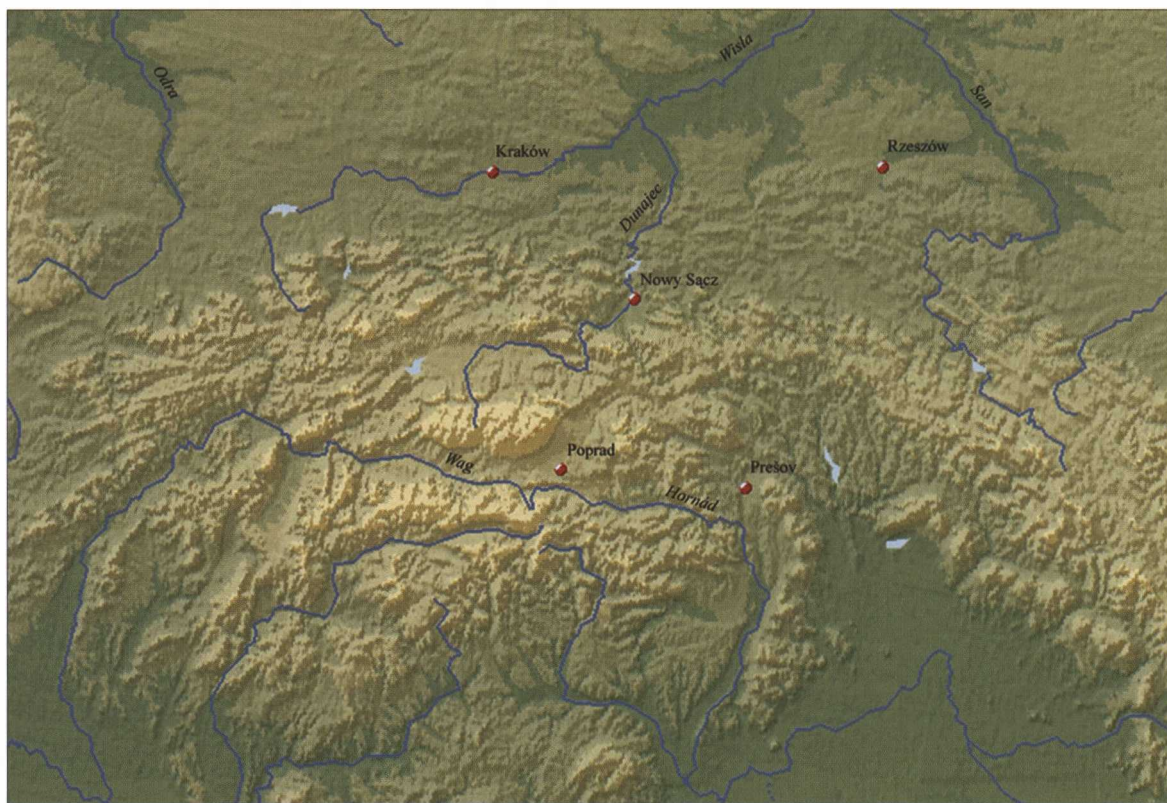 Wisła
Odra
San
Kraków
Rzeszów
Dunajec
Nowy Sącz
Poprad
Wag
Prešov
Hornád